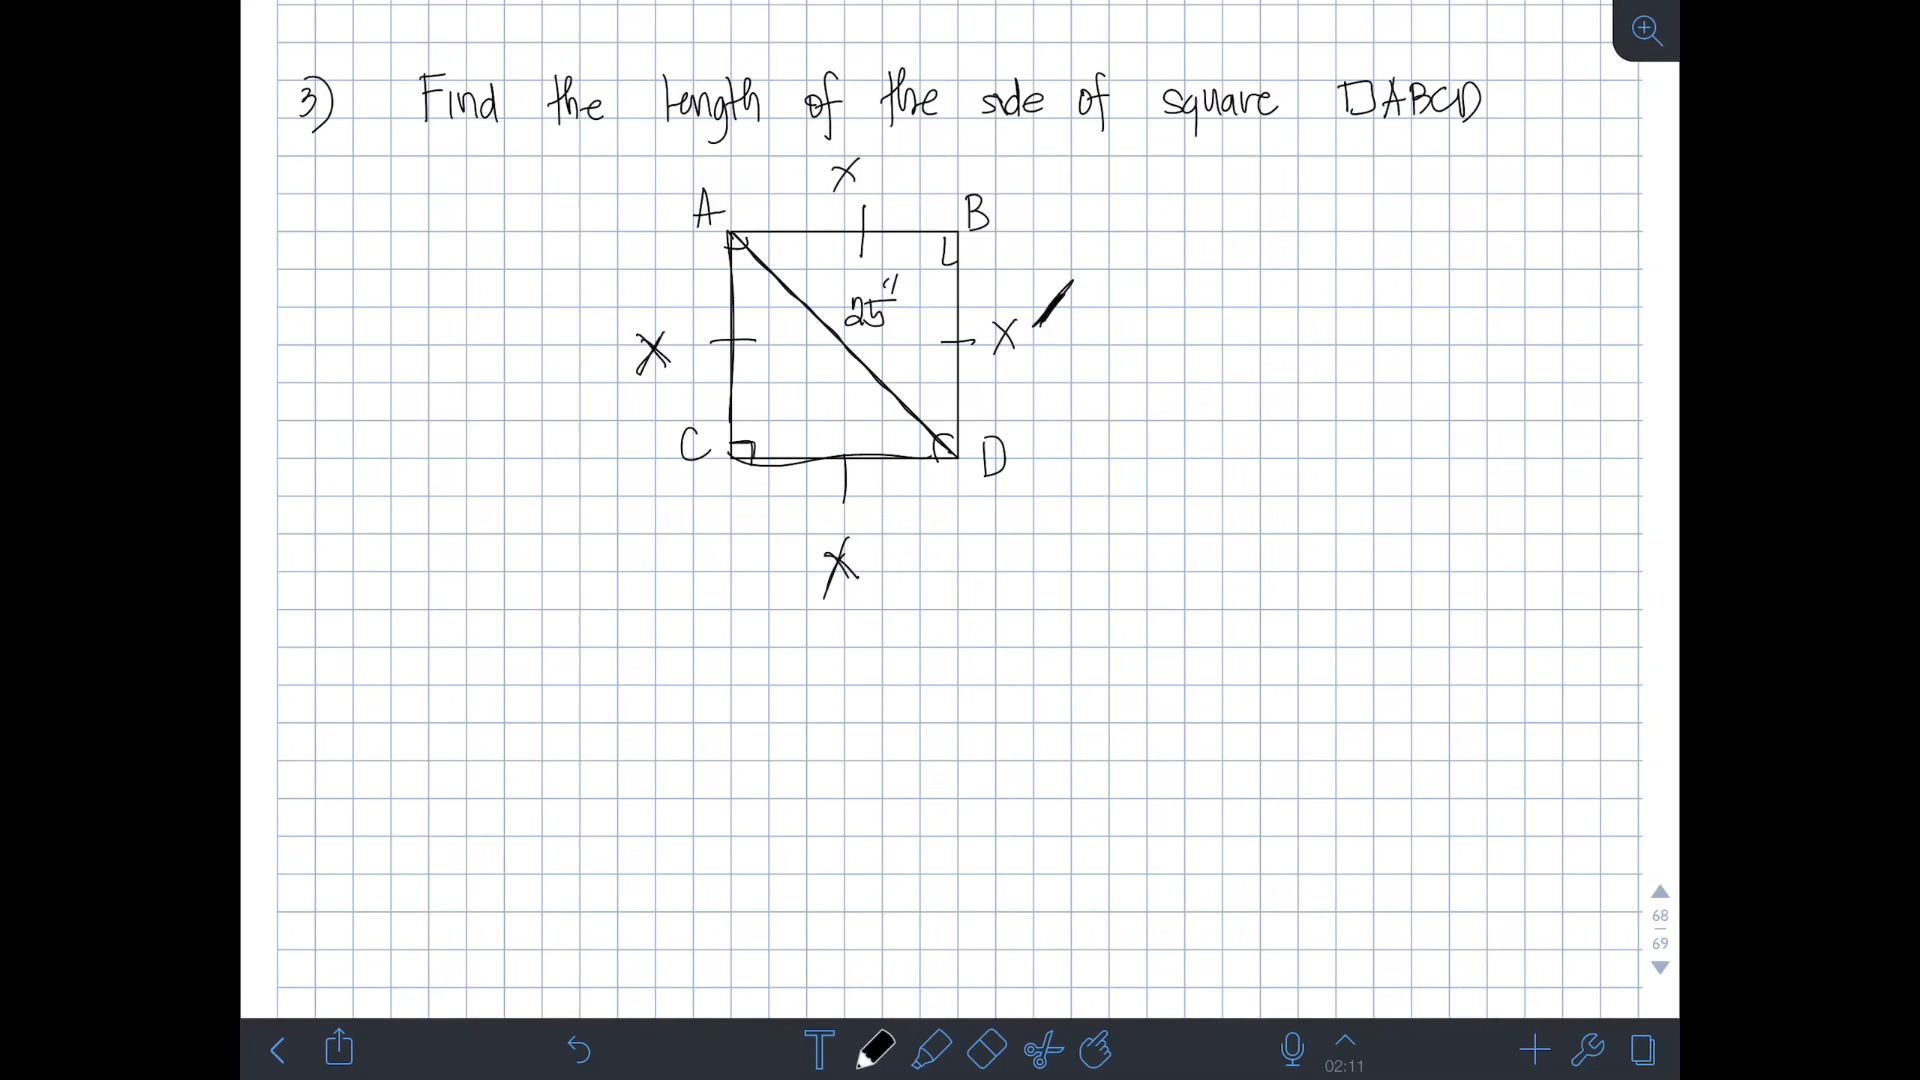 3) Find the length of the side of square □ABCD
X
A B
25"
X X
C D
X
68
69
T
02:11